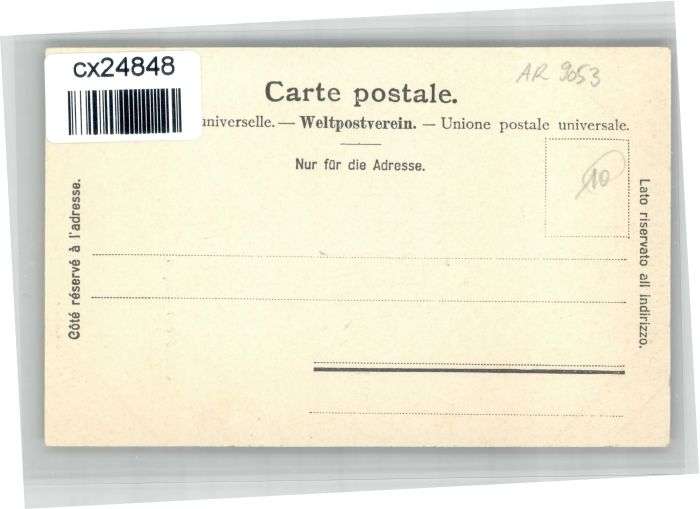 cx24848
AR 9053
Carte postale.
universelle. — Weltpostverein. — Unione postale universale.
Nur für die Adresse.
10
Côté réservé à l'adresse.
Lato riservato all indirizzo.